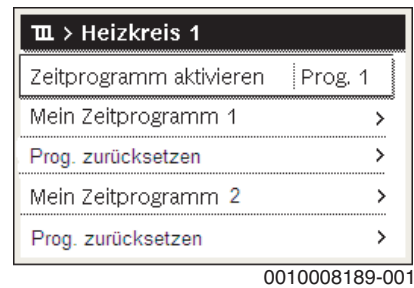 > Heizkreis 1
Zeitprogramm aktivieren Prog. 1
Mein Zeitprogramm 1 >
Prog. zurücksetzen >
Mein Zeitprogramm 2 >
Prog. zurücksetzen >
0010008189-001